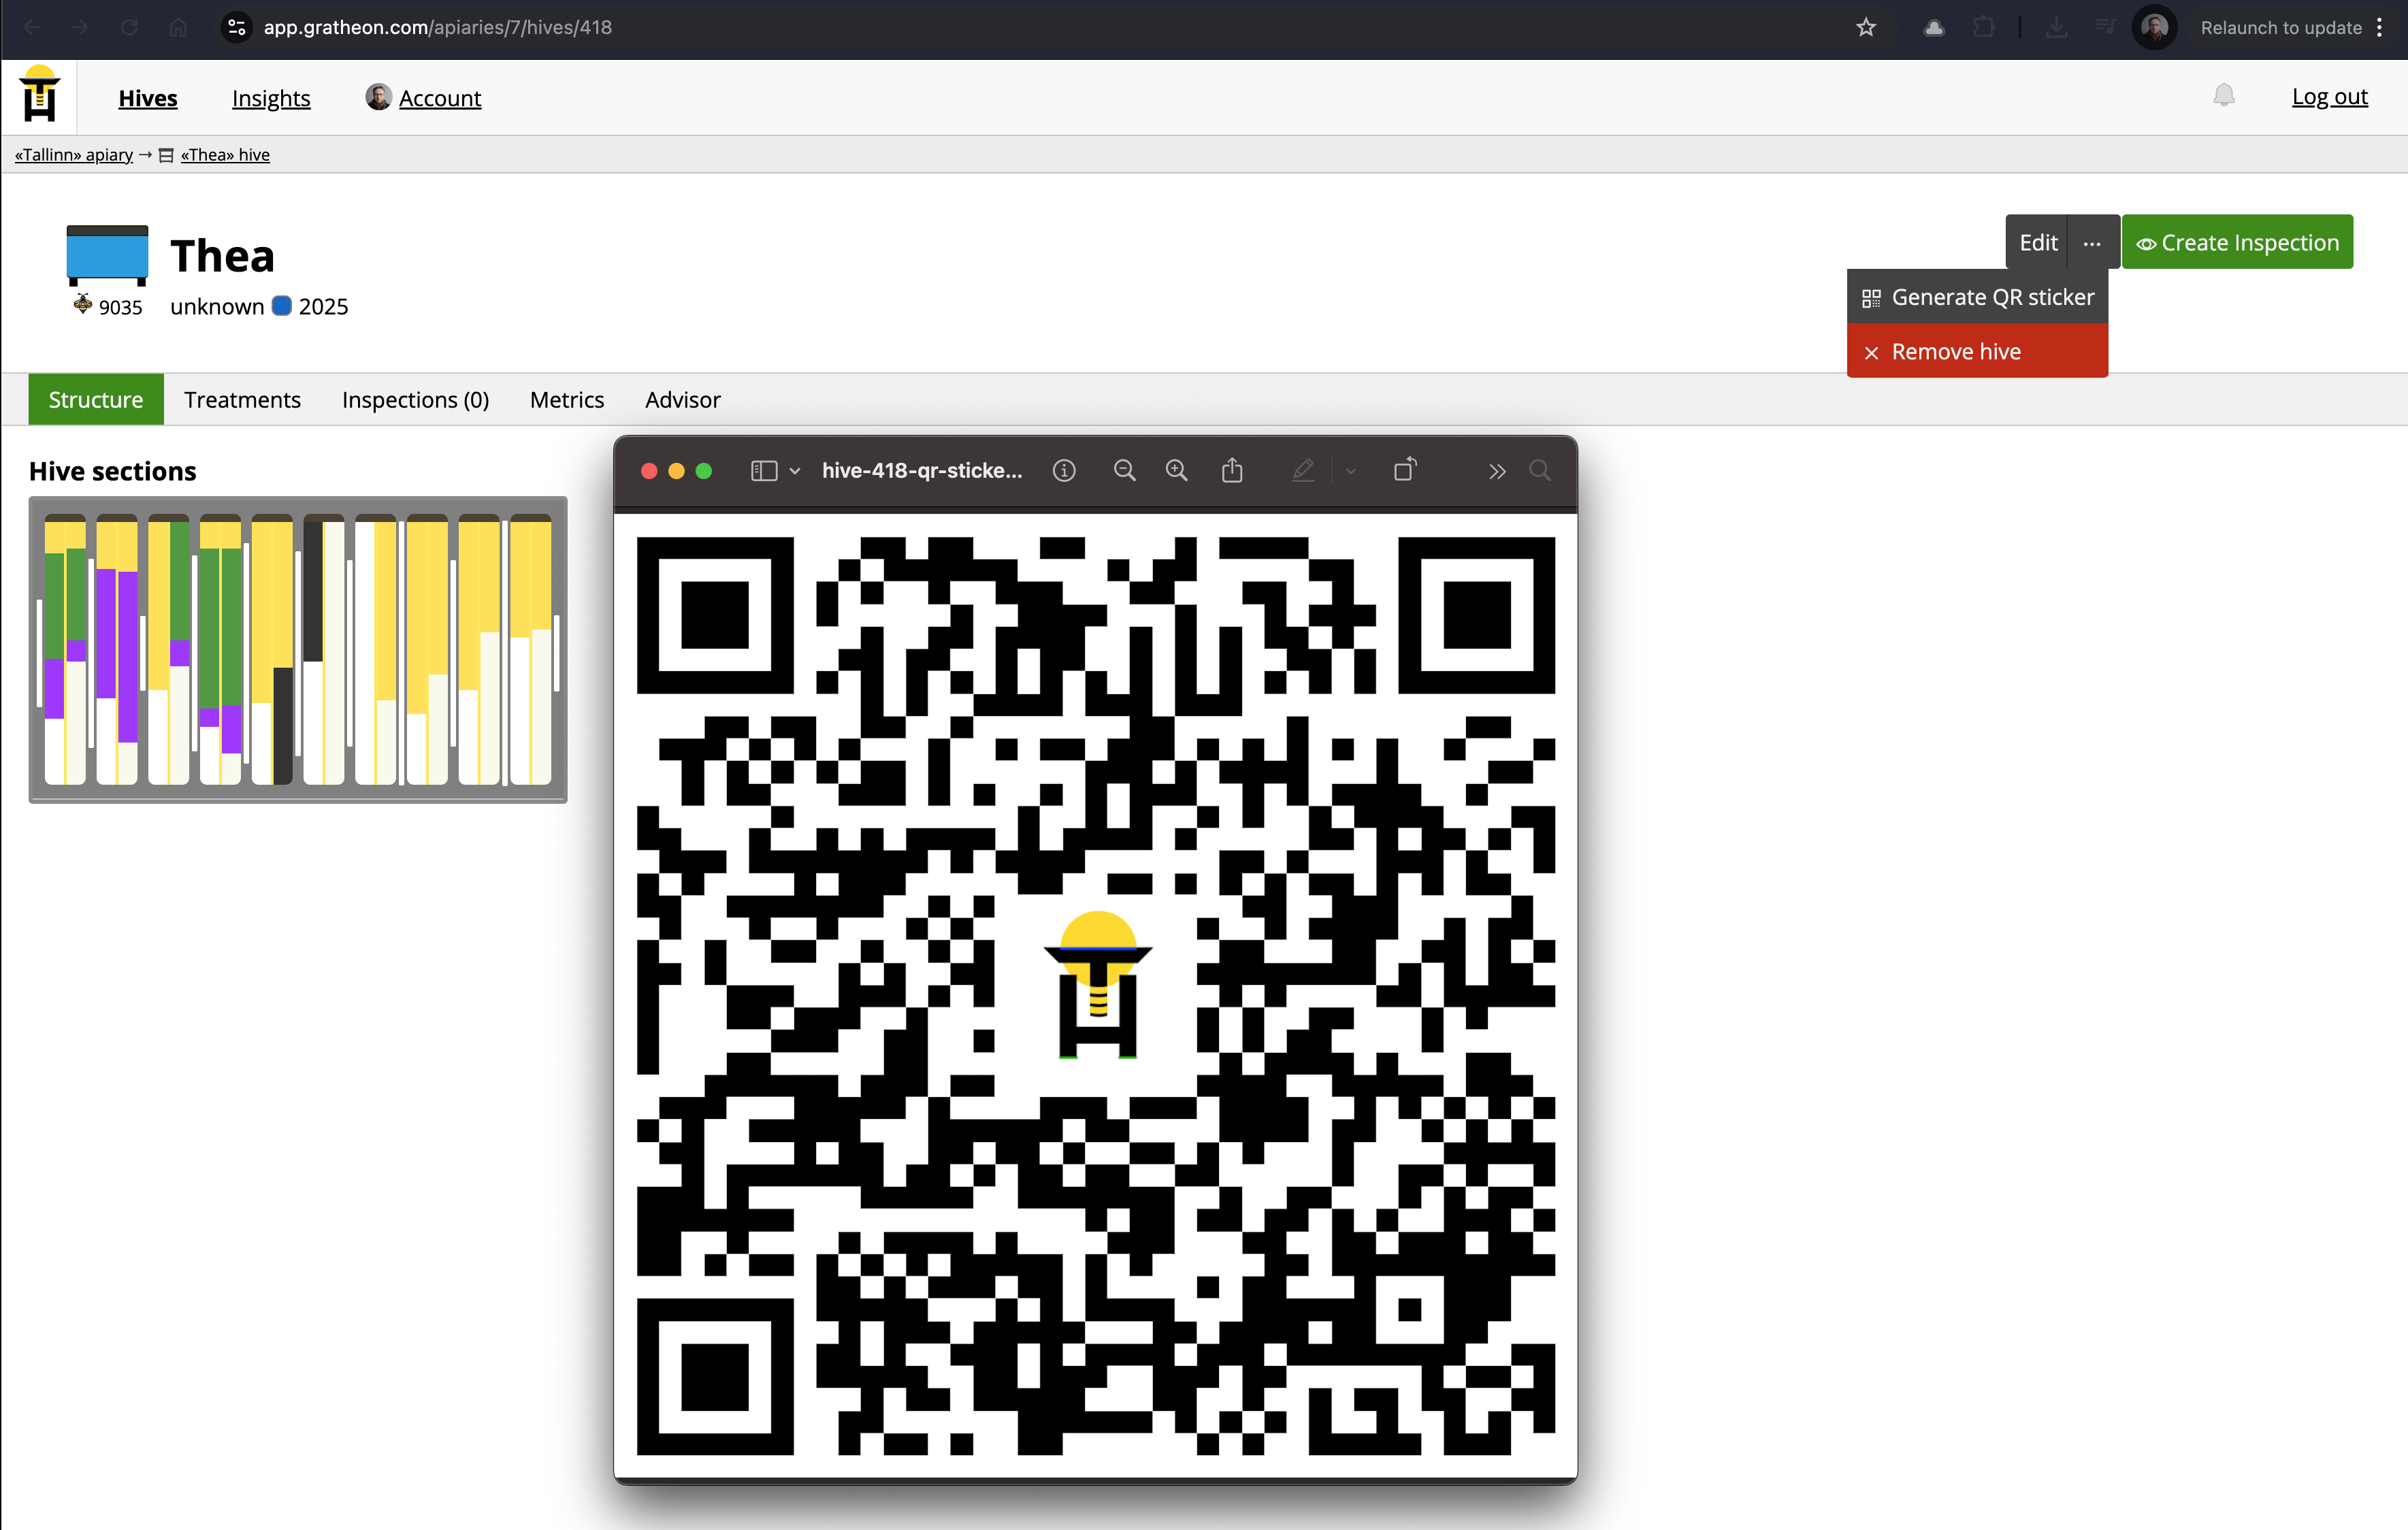 app.gratheon.com/apiaries/7/hives/418
Relaunch to update
Hives
Insights
Account
Log out
«Tallinn» apiary → «Thea» hive
Thea
9035
unknown 2025
Edit
...
Create Inspection
Generate QR sticker
× Remove hive
Structure
Treatments
Inspections (0)
Metrics
Advisor
Hive sections
hive-418-qr-sticke...